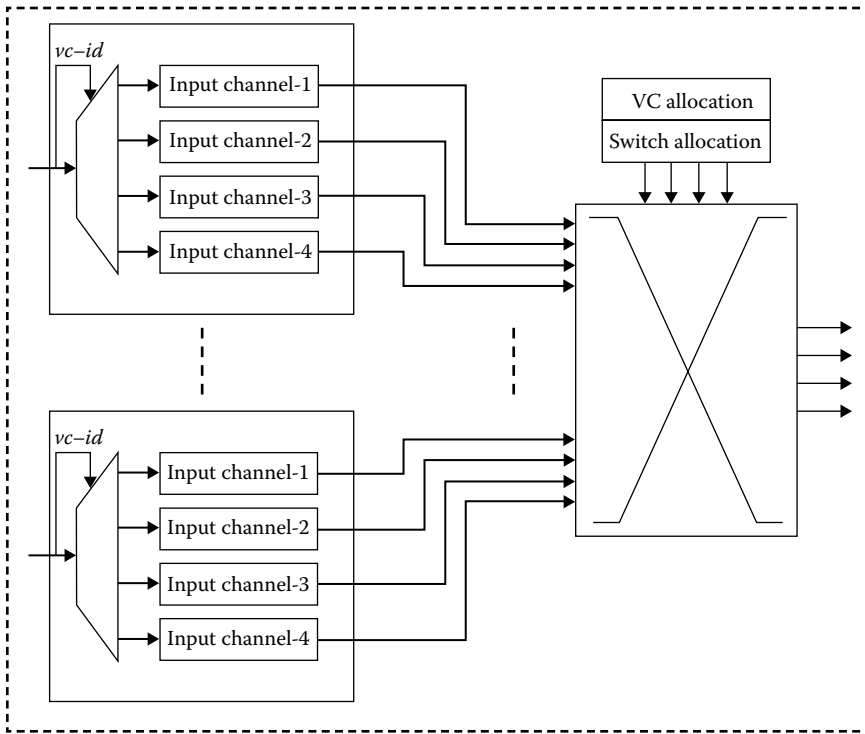 vc–id
Input channel-1
Input channel-2
Input channel-3
Input channel-4
VC allocation
Switch allocation
vc–id
Input channel-1
Input channel-2
Input channel-3
Input channel-4